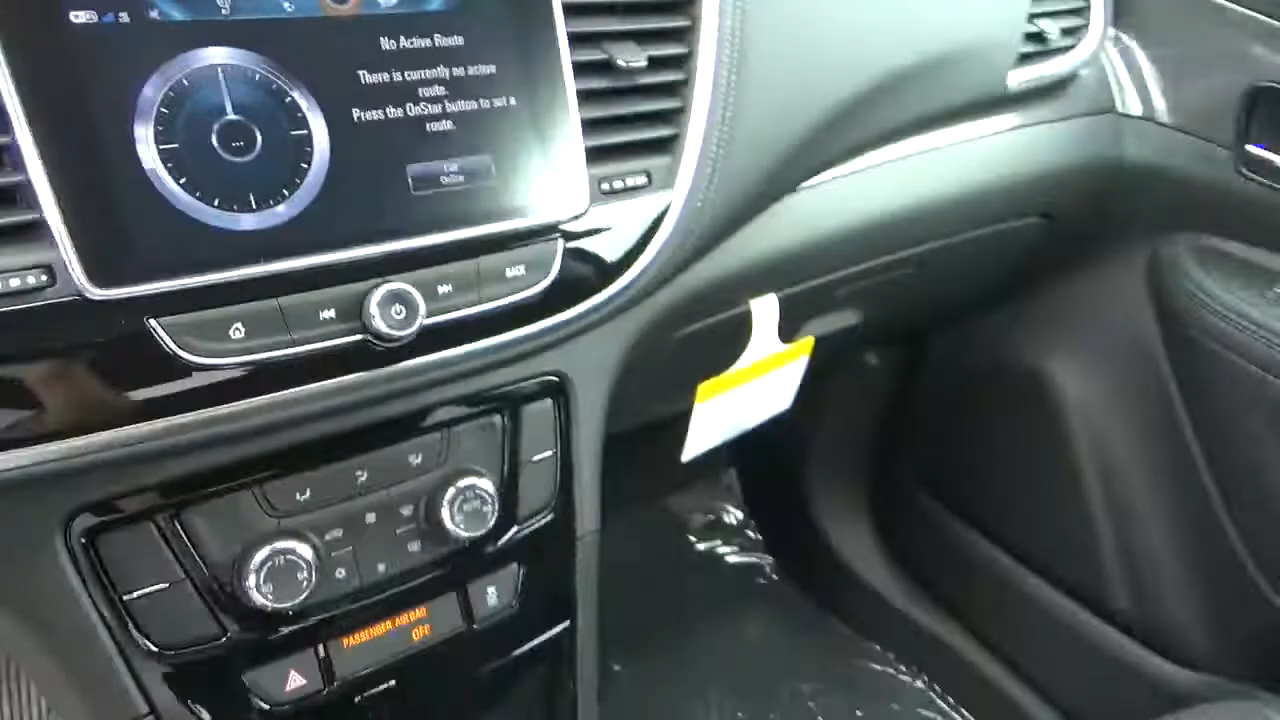 No Active Route
There is currently no active
route.
Press the OnStar button to set a
route.
BACK
PASSENGER AIRBAG
OFF